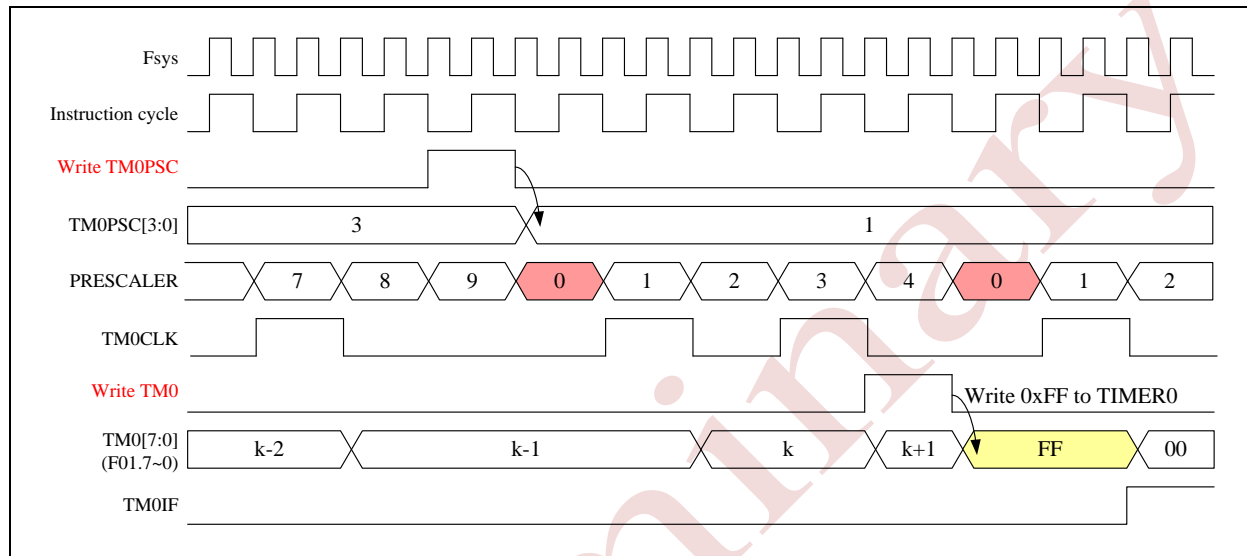 Fsys
Instruction cycle
Write TM0PSC
TM0PSC[3:0] 3 1
PRESCALER 7 8 9 0 1 2 3 4 0 1 2
TM0CLK
Write TM0 Write 0xFF to TIMER0
TM0[7:0] k-2 k-1 k k+1 FF 00
(F01.7~0)
TM0IF
minary